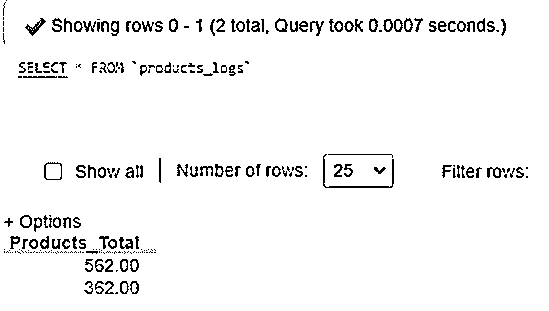 Showing rows 0 - 1 (2 total, Query took 0.0007 seconds.)
SELECT * FROM `products_logs`
Show all | Number of rows: 25 Filter rows:
+ Options
Products_Total
562.00
362.00